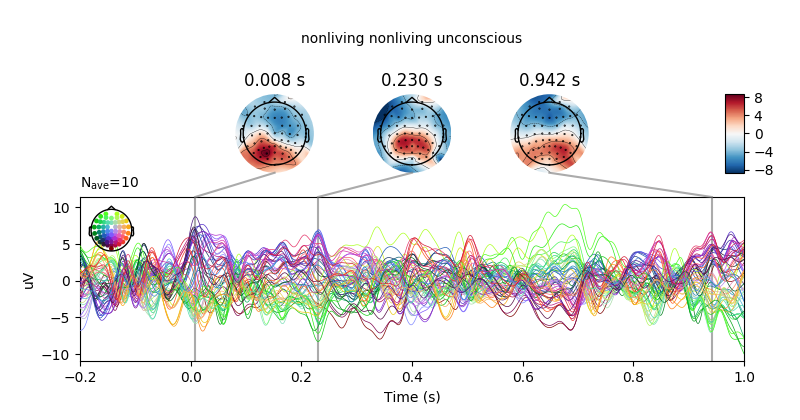 nonliving nonliving unconscious
0.008 s
0.230 s
0.942 s
8
4
0
−4
−8
Nave=10
10
5
0
−5
−10
uV
−0.2
0.0
0.2
0.4
0.6
0.8
1.0
Time (s)